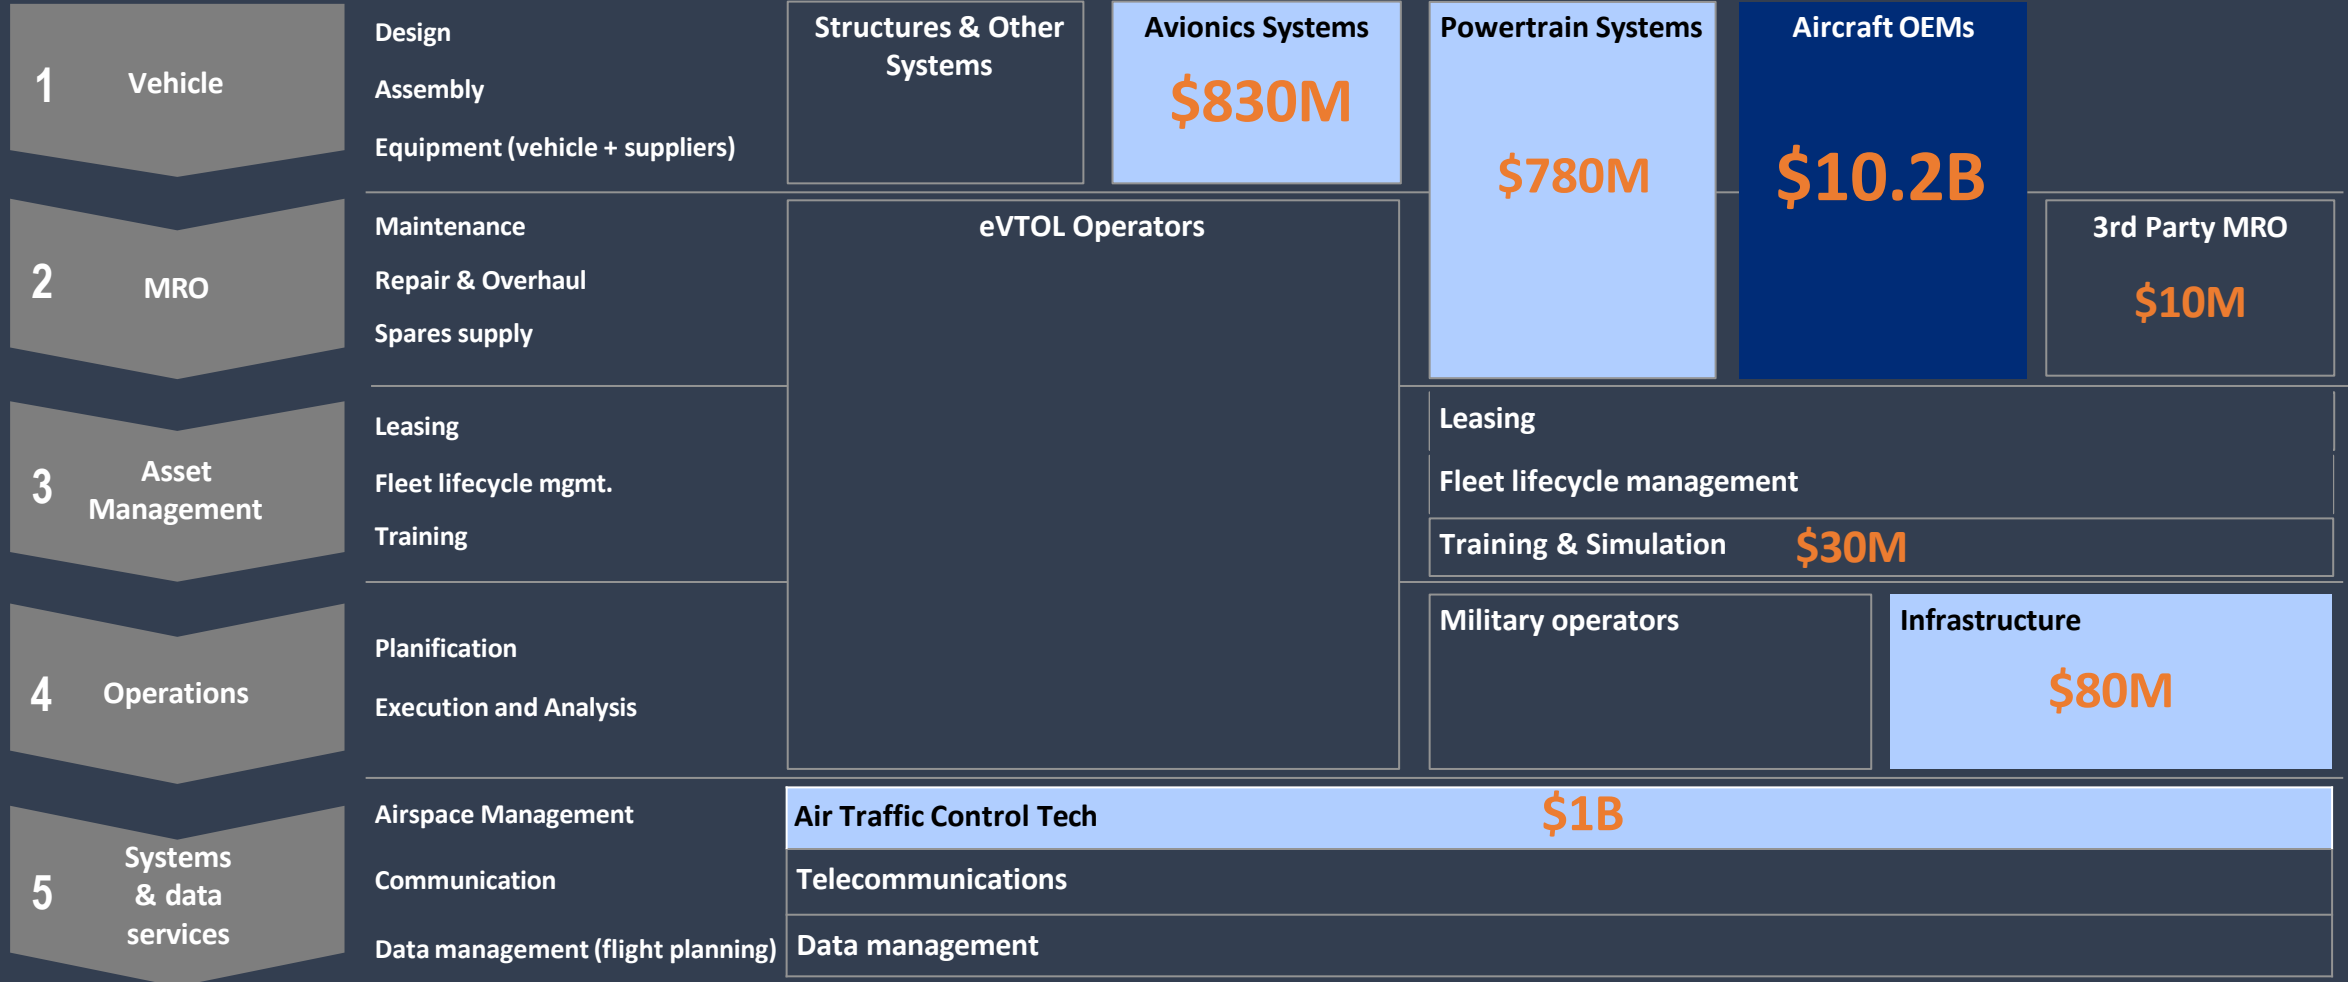 1
Vehicle
Design
Assembly
Equipment (vehicle + suppliers)
Structures & Other
Systems
Avionics Systems
$830M
Powertrain Systems
$780M
Aircraft OEMs
$10.2B
2
MRO
Maintenance
Repair & Overhaul
Spares supply
eVTOL Operators
3rd Party MRO
$10M
3
Asset
Management
Leasing
Fleet lifecycle mgmt.
Training
Leasing
Fleet lifecycle management
Training & Simulation $30M
4
Operations
Planification
Execution and Analysis
Military operators
Infrastructure
$80M
5
Systems
& data
services
Airspace Management
Communication
Data management (flight planning)
Air Traffic Control Tech $1B
Telecommunications
Data management